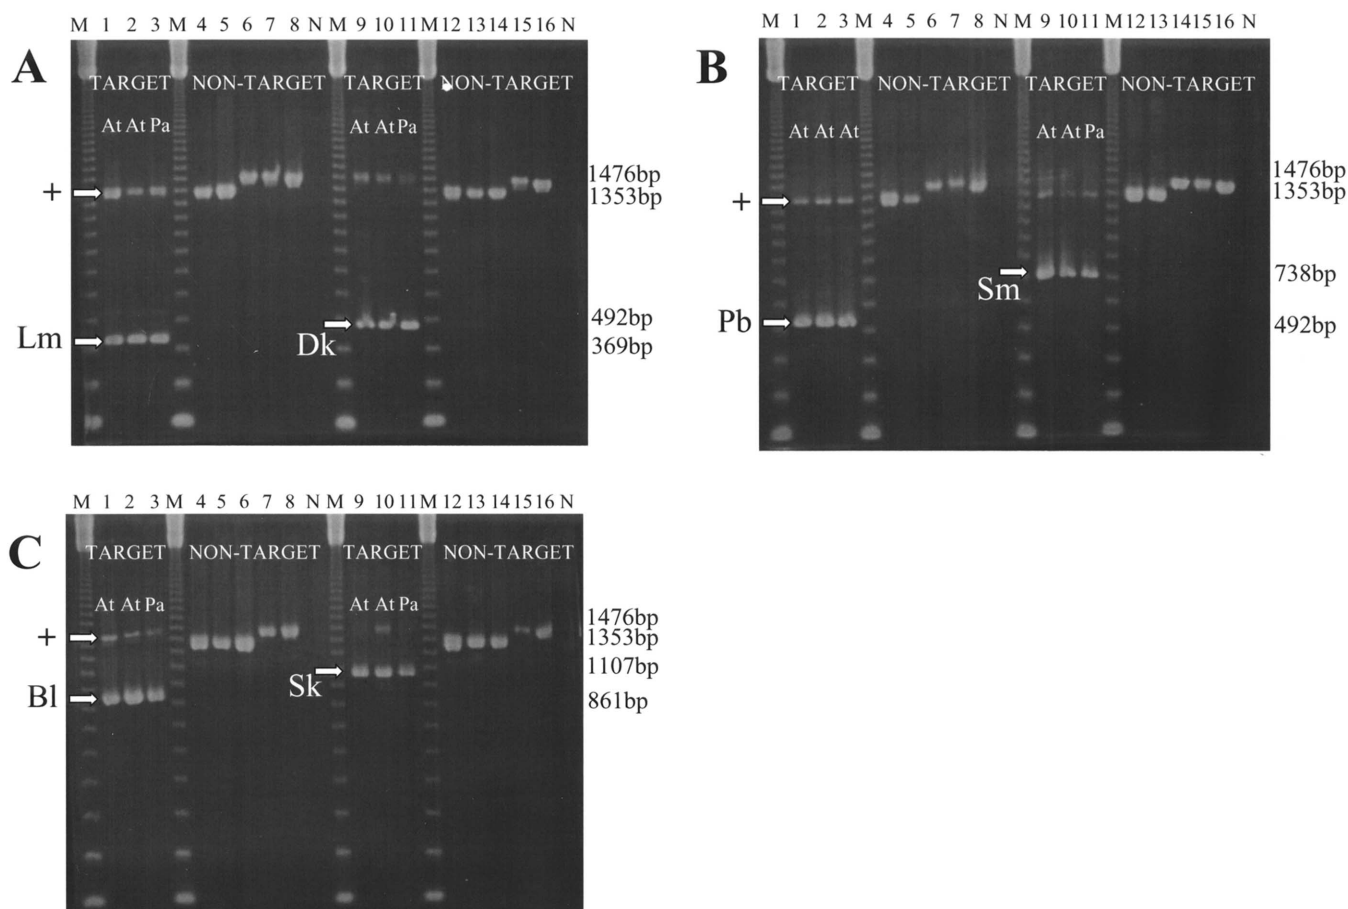 M 1 2 3 M 4 5 6 7 8 N M 9 10 11 M 12 13 14 15 16 N
A
TARGET NON-TARGET TARGET NON-TARGET
At At Pa At At Pa
+
1476bp
1353bp
Lm
Dk
492bp
369bp
M 1 2 3 M 4 5 6 7 8 N M 9 10 11 M 12 13 14 15 16 N
B
TARGET NON-TARGET TARGET NON-TARGET
At At At At At Pa
+
1476bp
1353bp
Sm
738bp
Pb
492bp
M 1 2 3 M 4 5 6 7 8 N M 9 10 11 M 12 13 14 15 16 N
C
TARGET NON-TARGET TARGET NON-TARGET
At At Pa At At Pa
+
1476bp
1353bp
1107bp
Sk
Bl
861bp